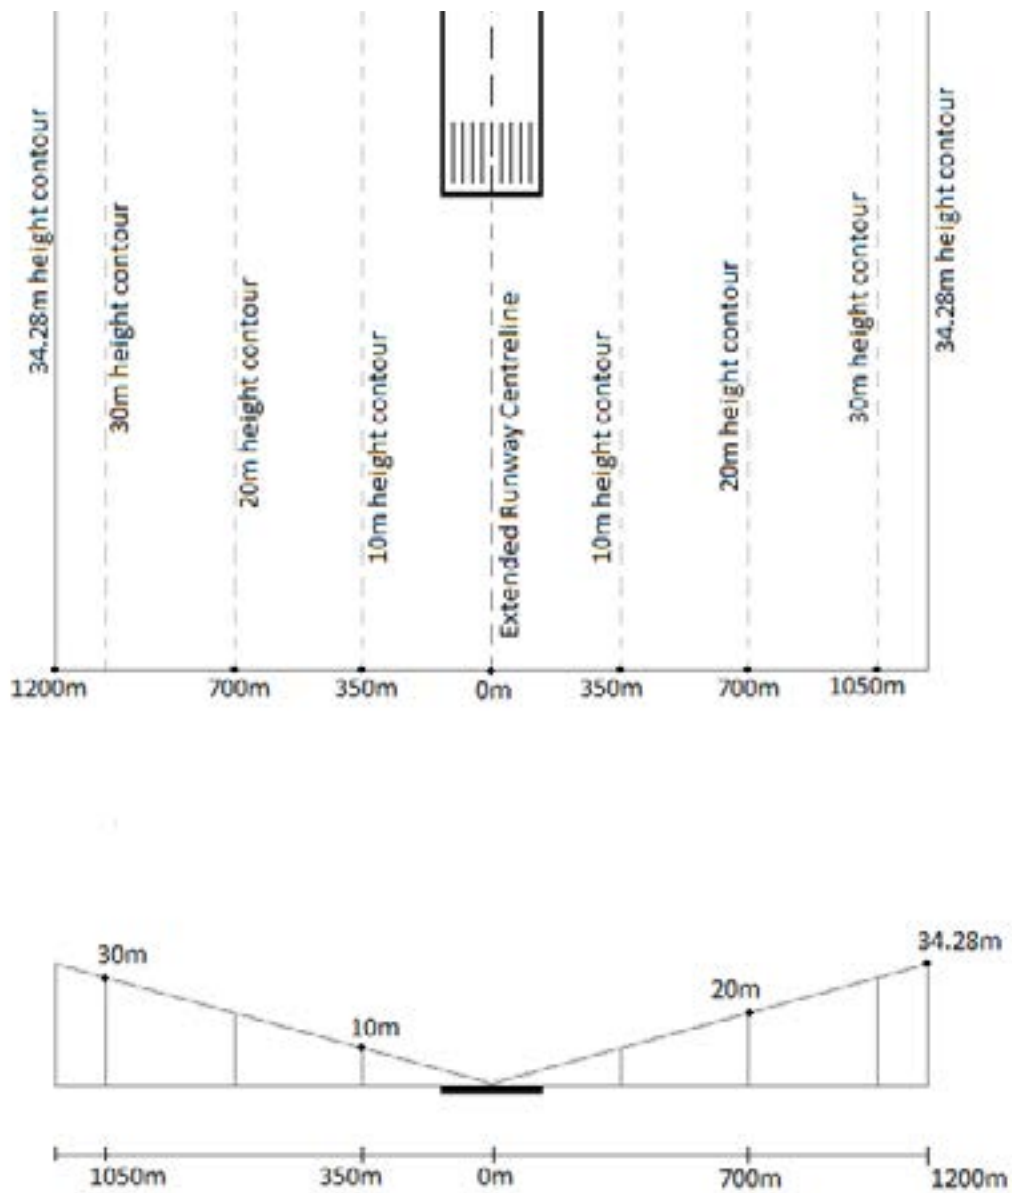 34.28m height contour
30m height contour
20m height contour
10m height contour
Extended Runway Centreline
10m height contour
20m height contour
30m height contour
34.28m height contour
1200m
700m
350m
0m
350m
700m
1050m
30m
10m
20m
34.28m
1050m
350m
0m
700m
1200m